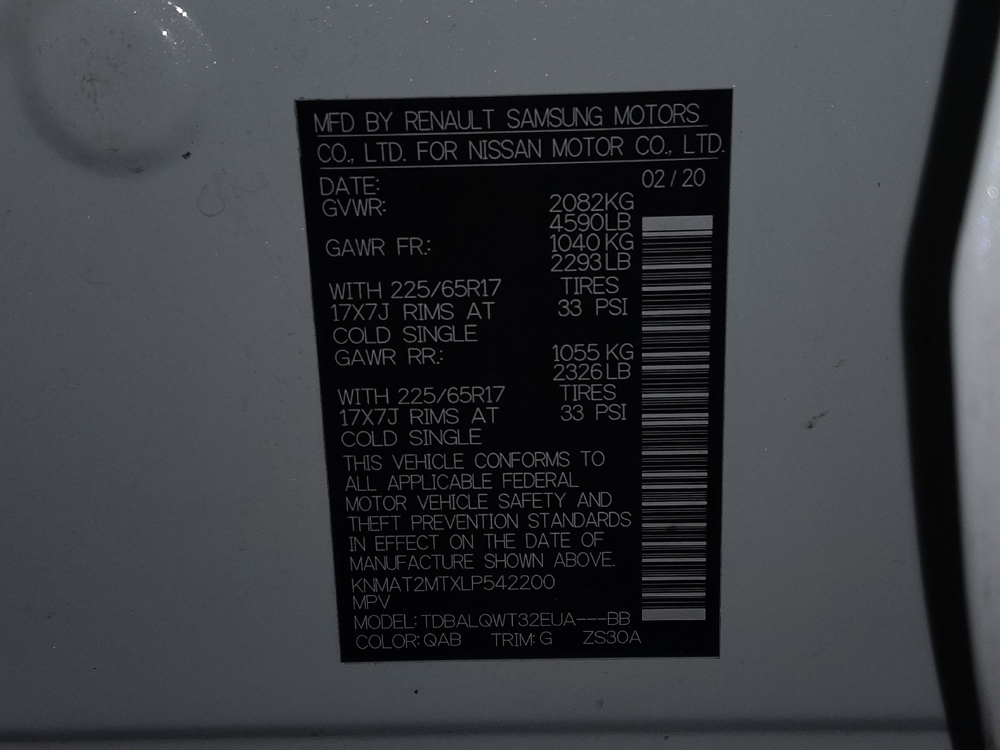 MFD BY RENAULT SAMSUNG MOTORS
CO., LTD. FOR NISSAN MOTOR CO., LTD.
DATE: 02/20
GVWR: 2082KG
4590LB
GAWR FR.: 1040 KG
2293LB
WITH 225/65R17 TIRES
17X7J RIMS AT 33 PSI
COLD SINGLE
GAWR RR.: 1055 KG
2326LB
WITH 225/65R17 TIRES
17X7J RIMS AT 33 PSI
COLD SINGLE
THIS VEHICLE CONFORMS TO
ALL APPLICABLE FEDERAL
MOTOR VEHICLE SAFETY AND
THEFT PREVENTION STANDARDS
IN EFFECT ON THE DATE OF
MANUFACTURE SHOWN ABOVE.
KNMAT2MTXLP542200
MPV
MODEL: TDBALQWT32EUA---BB
COLOR: QAB TRIM: G ZS30A